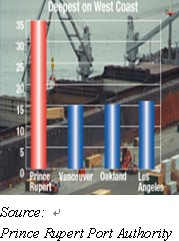 Deepest on West Coast
35
30
25
20
15
10
5
0
Prince Rupert
Vancouver
Oakland
Los Angeles
Source: ↵
Prince Rupert Port Authority